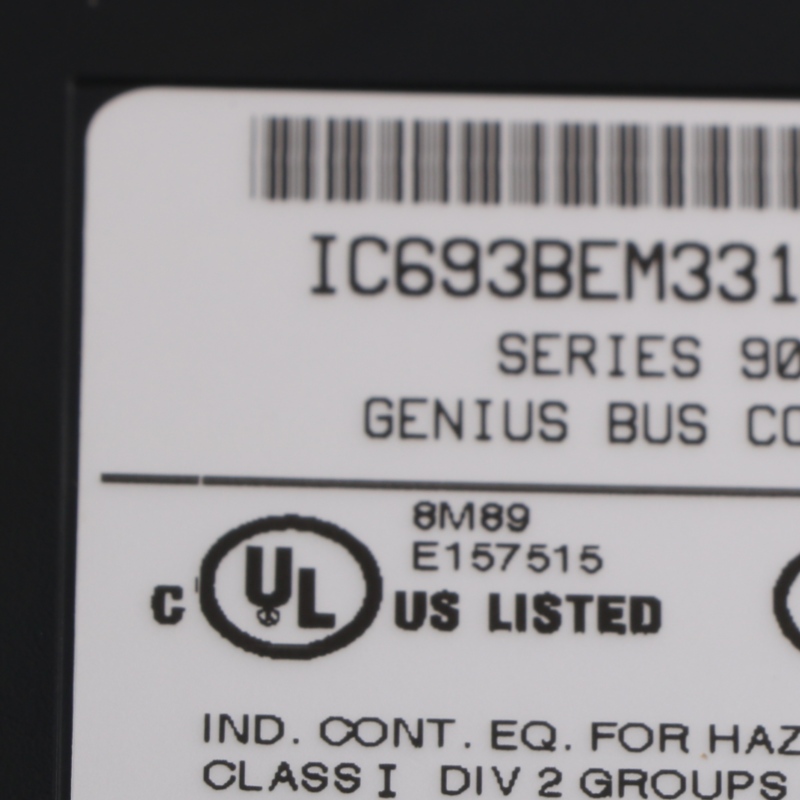 IC693BEM331
SERIES 90
GENIUS BUS CO
8M89
E157515
C UL US LISTED
IND. CONT. EQ. FOR HAZ
CLASS I DIV 2 GROUPS